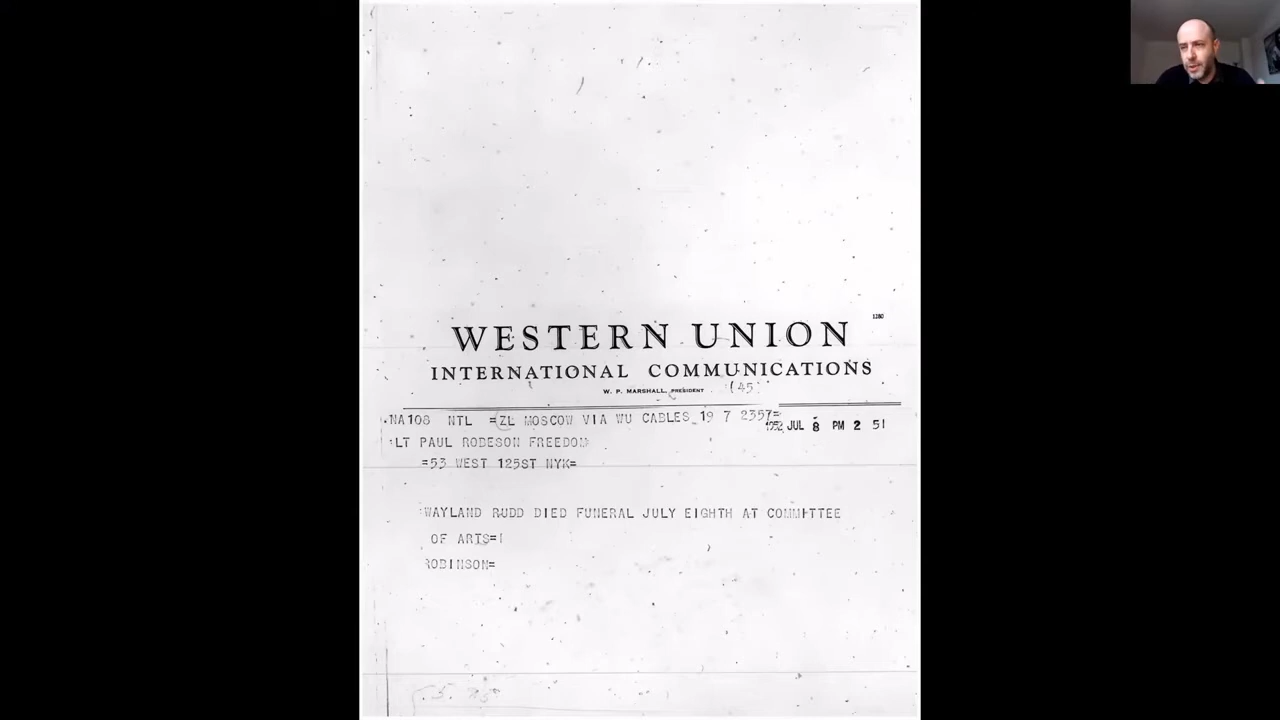 1280
WESTERN UNION
INTERNATIONAL COMMUNICATIONS
W. P. MARSHALL, PRESIDENT
(45)
NA108 NTL =ZL MOSCOW VIA WU CABLES 19 7 2357=
1952 JUL 8 PM 2 51
LT PAUL ROBESON FREEDOM
=53 WEST 125ST NYK=
WAYLAND RUDD DIED FUNERAL JULY EIGHTH AT COMMITTEE
OF ARTS=
ROBINSON=